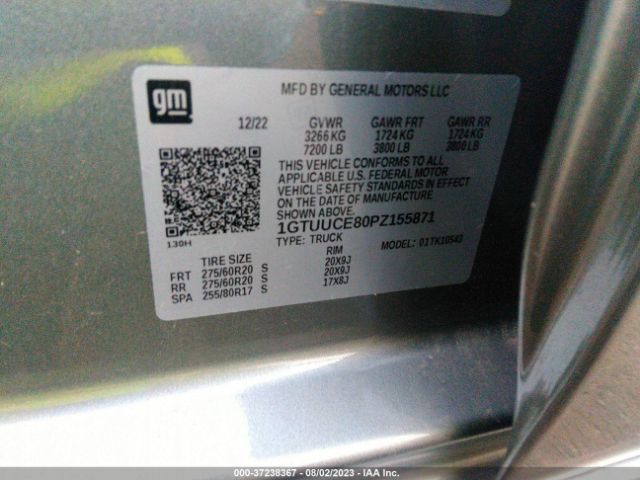 gm
MFD BY GENERAL MOTORS LLC
12/22 GVWR GAWR FRT GAWR RR
3266 KG 1724 KG 1724 KG
7200 LB 3800 LB 3800 LB
THIS VEHICLE CONFORMS TO ALL
APPLICABLE U.S. FEDERAL MOTOR
VEHICLE SAFETY STANDARDS IN EFFECT
ON THE DATE OF MANUFACTURE
SHOWN ABOVE.
1GTUUCE80PZ155871
130H TYPE: TRUCK MODEL: 01TK10543
TIRE SIZE RIM
FRT 275/60R20 S 20X9J
RR 275/60R20 S 20X9J
SPA 255/80R17 S 17X8J
000-37238367 - 08/02/2023 - IAA Inc.